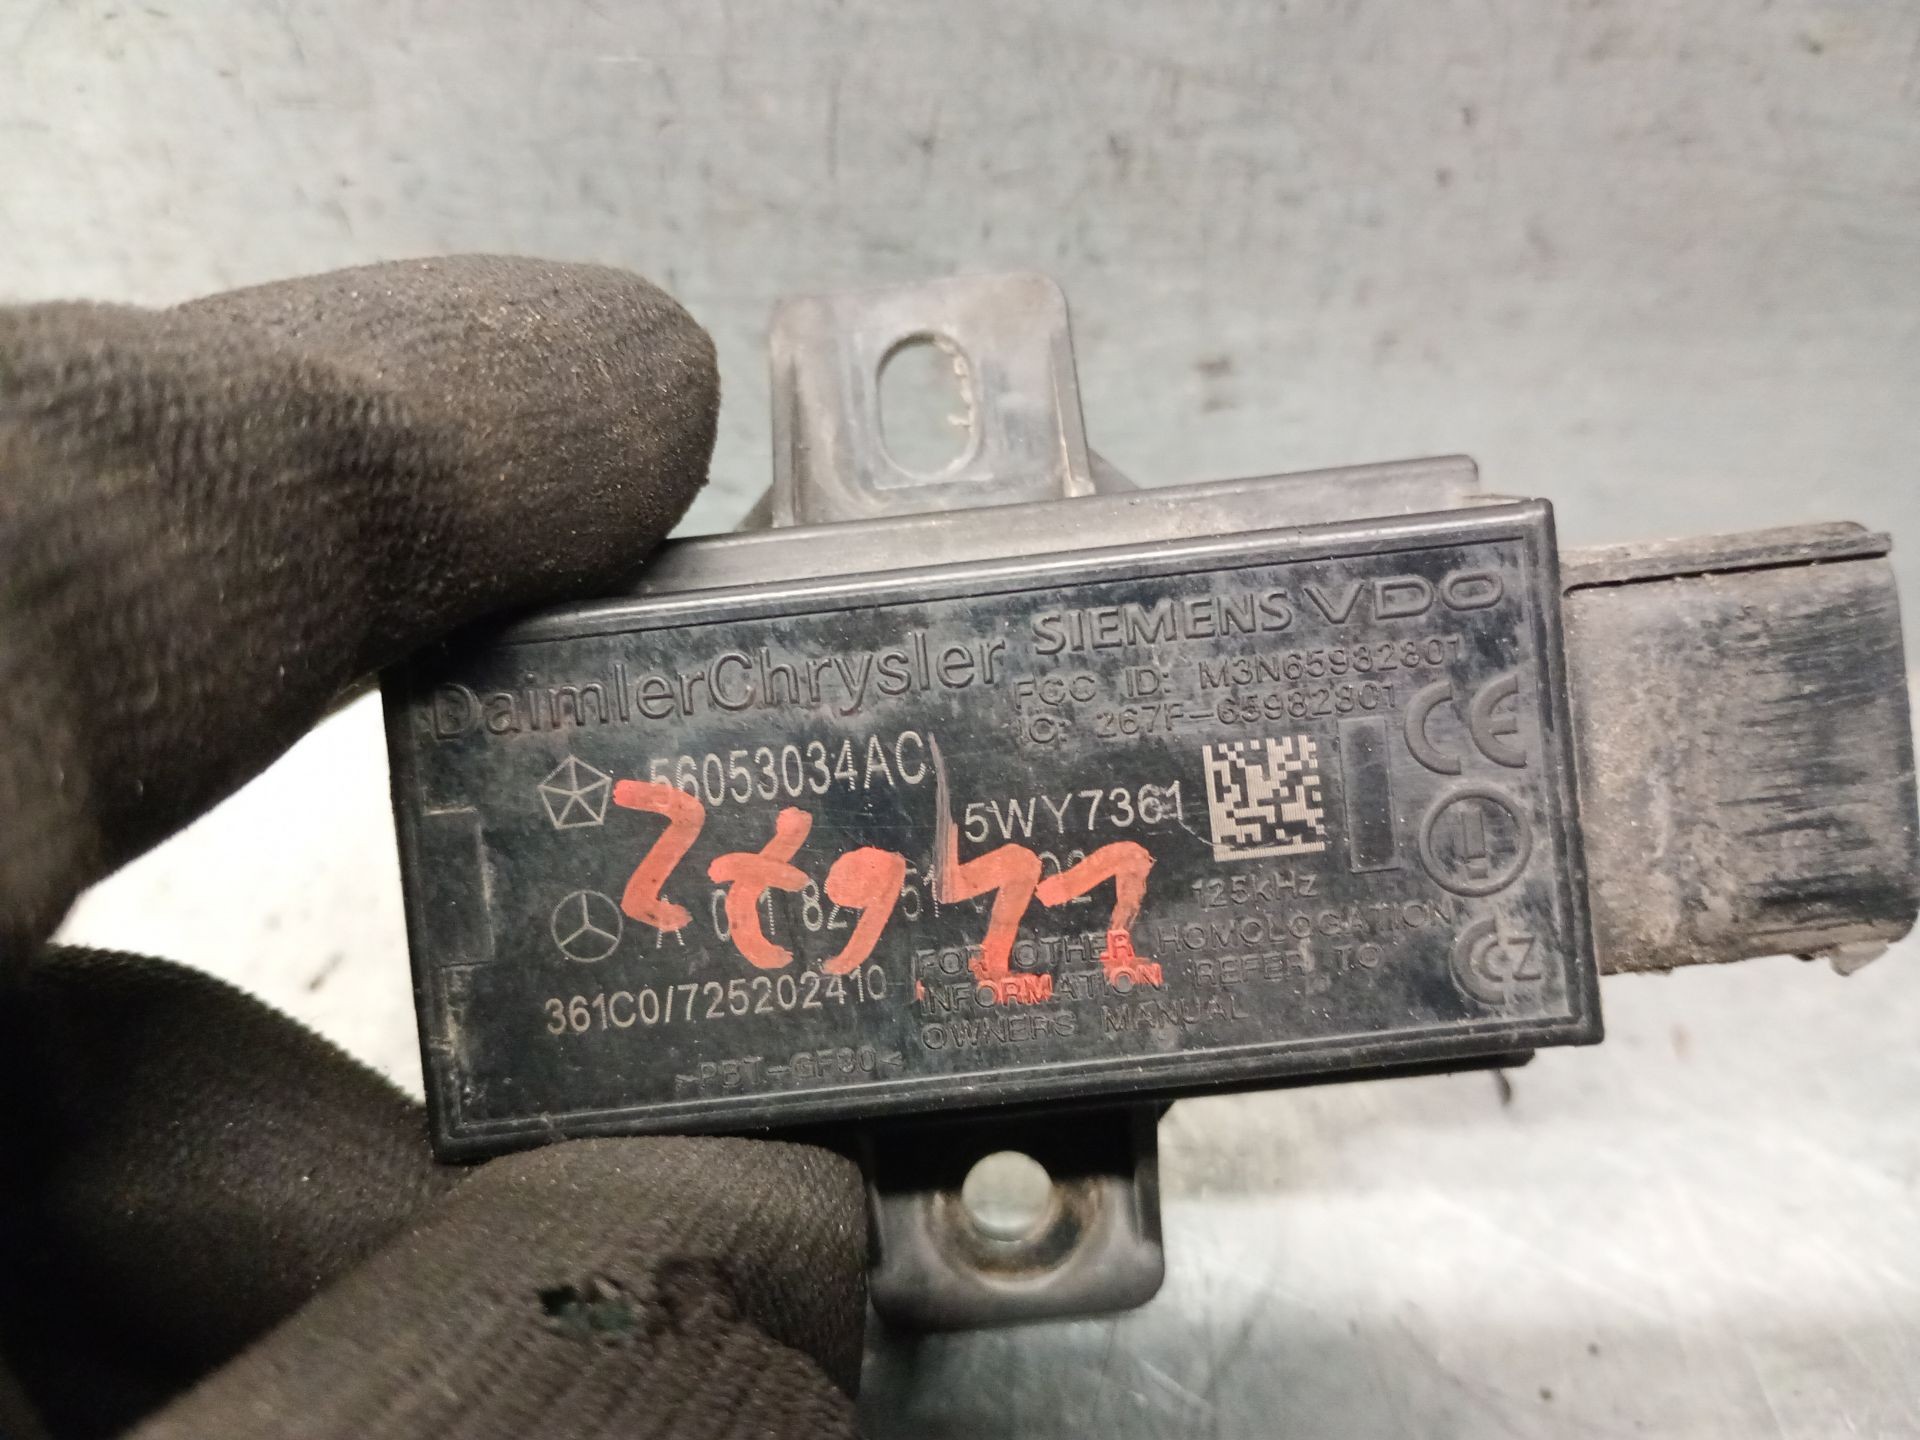 DaimlerChrysler
SIEMENS VDO
FCC ID: M3N65982801
IC: 267F-65982801
56053034AC
5WY7361
125kHz
A
361C0/725202410
FOR OTHER HOMOLOGATION
INFORMATION REFER TO
OWNERS MANUAL
>PBT-GF30<
CE